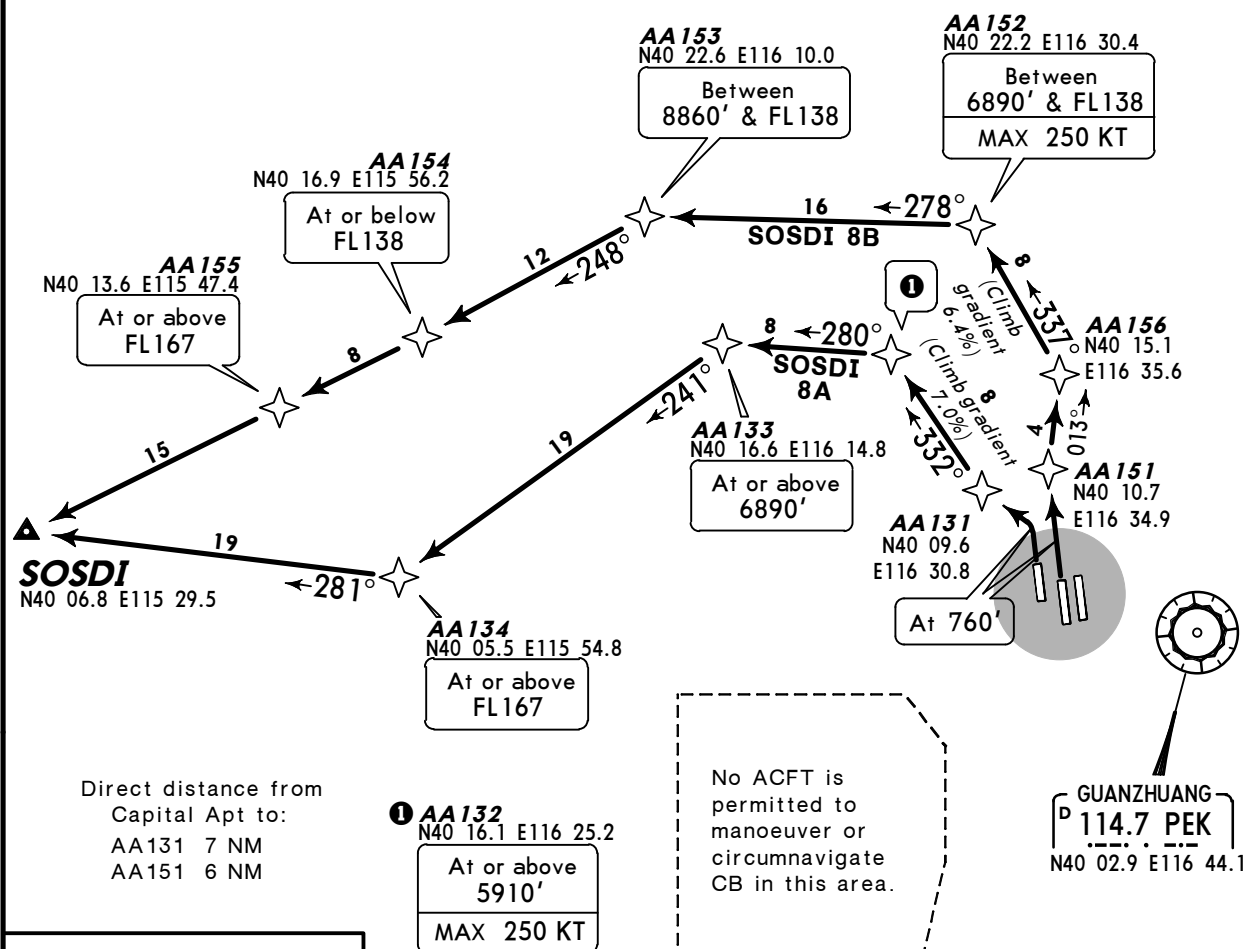 AA153
N40 22.6 E116 10.0
Between
8860' & FL138
AA152
N40 22.2 E116 30.4
Between
6890' & FL138
MAX 250 KT
AA154
N40 16.9 E115 56.2
At or below
FL138
AA155
N40 13.6 E115 47.4
At or above
FL167
16
278°
SOSDI 8B
12
248°
8
15
8
337°
(Climb
gradient
6.4%)
AA156
N40 15.1
E116 35.6
❶
8
280°
SOSDI
8A
8
332°
(Climb gradient
7.0%)
4
013°
AA151
N40 10.7
E116 34.9
241°
19
AA133
N40 16.6 E116 14.8
At or above
6890'
AA131
N40 09.6
E116 30.8
At 760'
SOSDI
N40 06.8 E115 29.5
19
281°
AA134
N40 05.5 E115 54.8
At or above
FL167
Direct distance from
Capital Apt to:
AA131 7 NM
AA151 6 NM
❶ AA132
N40 16.1 E116 25.2
At or above
5910'
MAX 250 KT
No ACFT is
permitted to
manoeuver or
circumnavigate
CB in this area.
GUANZHUANG
D 114.7 PEK
N40 02.9 E116 44.1